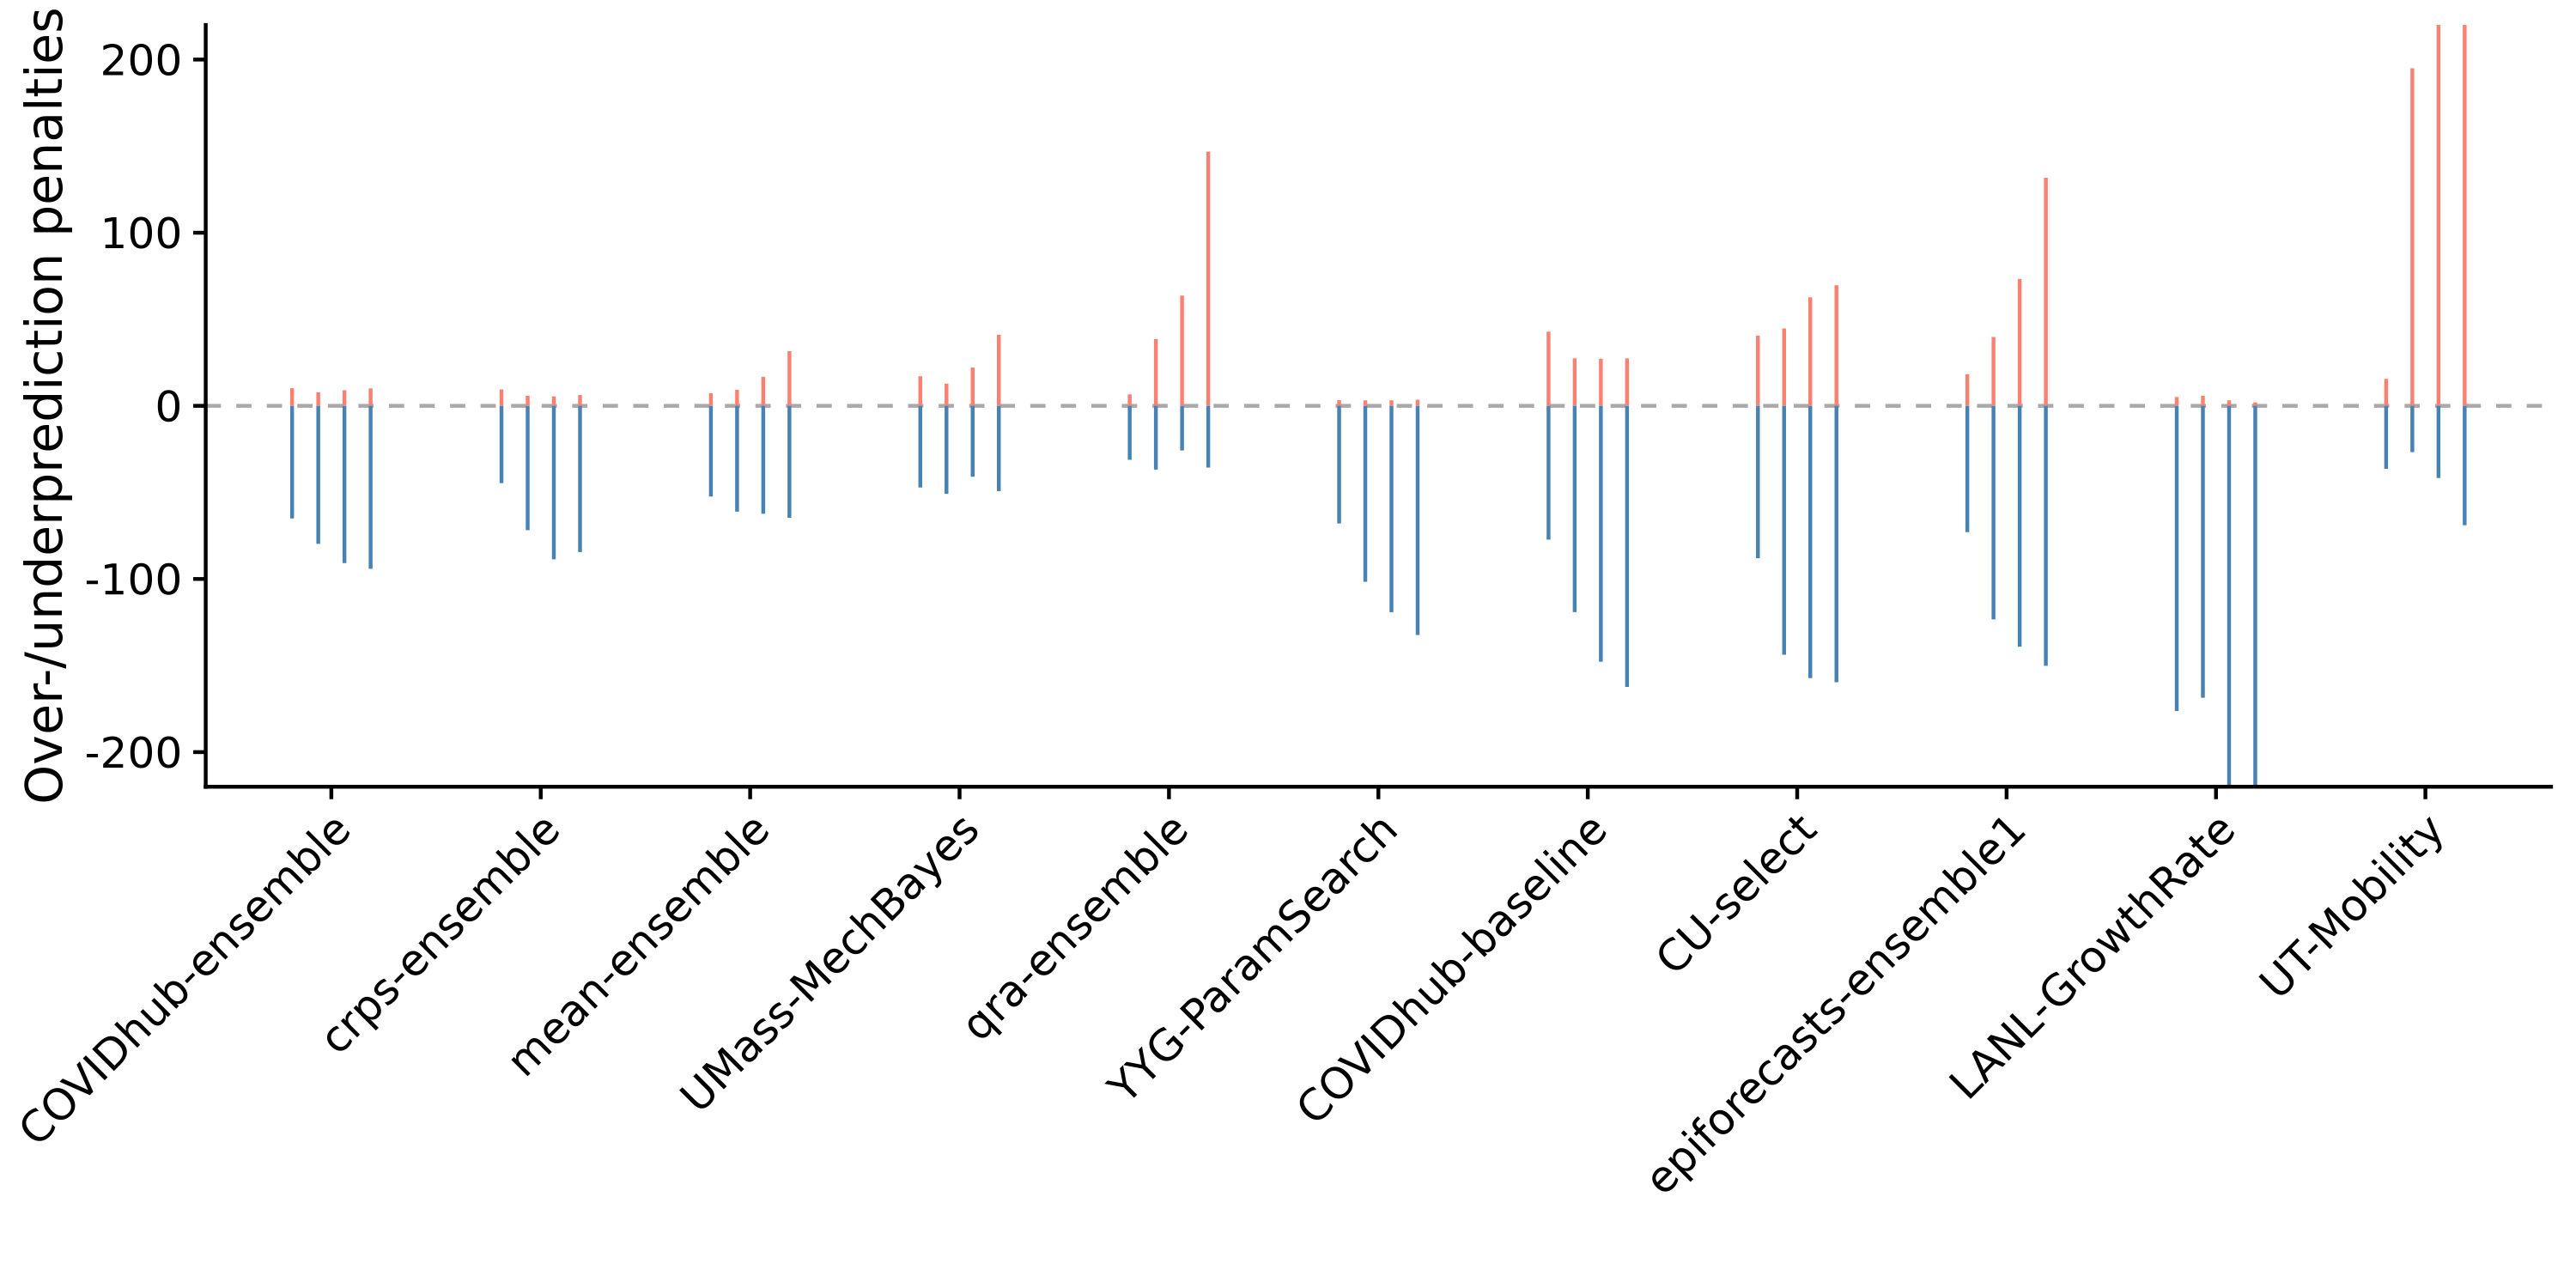 Over-/underprediction penalties
200
100
0
-100
-200
COVIDhub-ensemble
crps-ensemble
mean-ensemble
UMass-MechBayes
qra-ensemble
YYG-ParamSearch
COVIDhub-baseline
CU-select
epiforecasts-ensemble1
LANL-GrowthRate
UT-Mobility